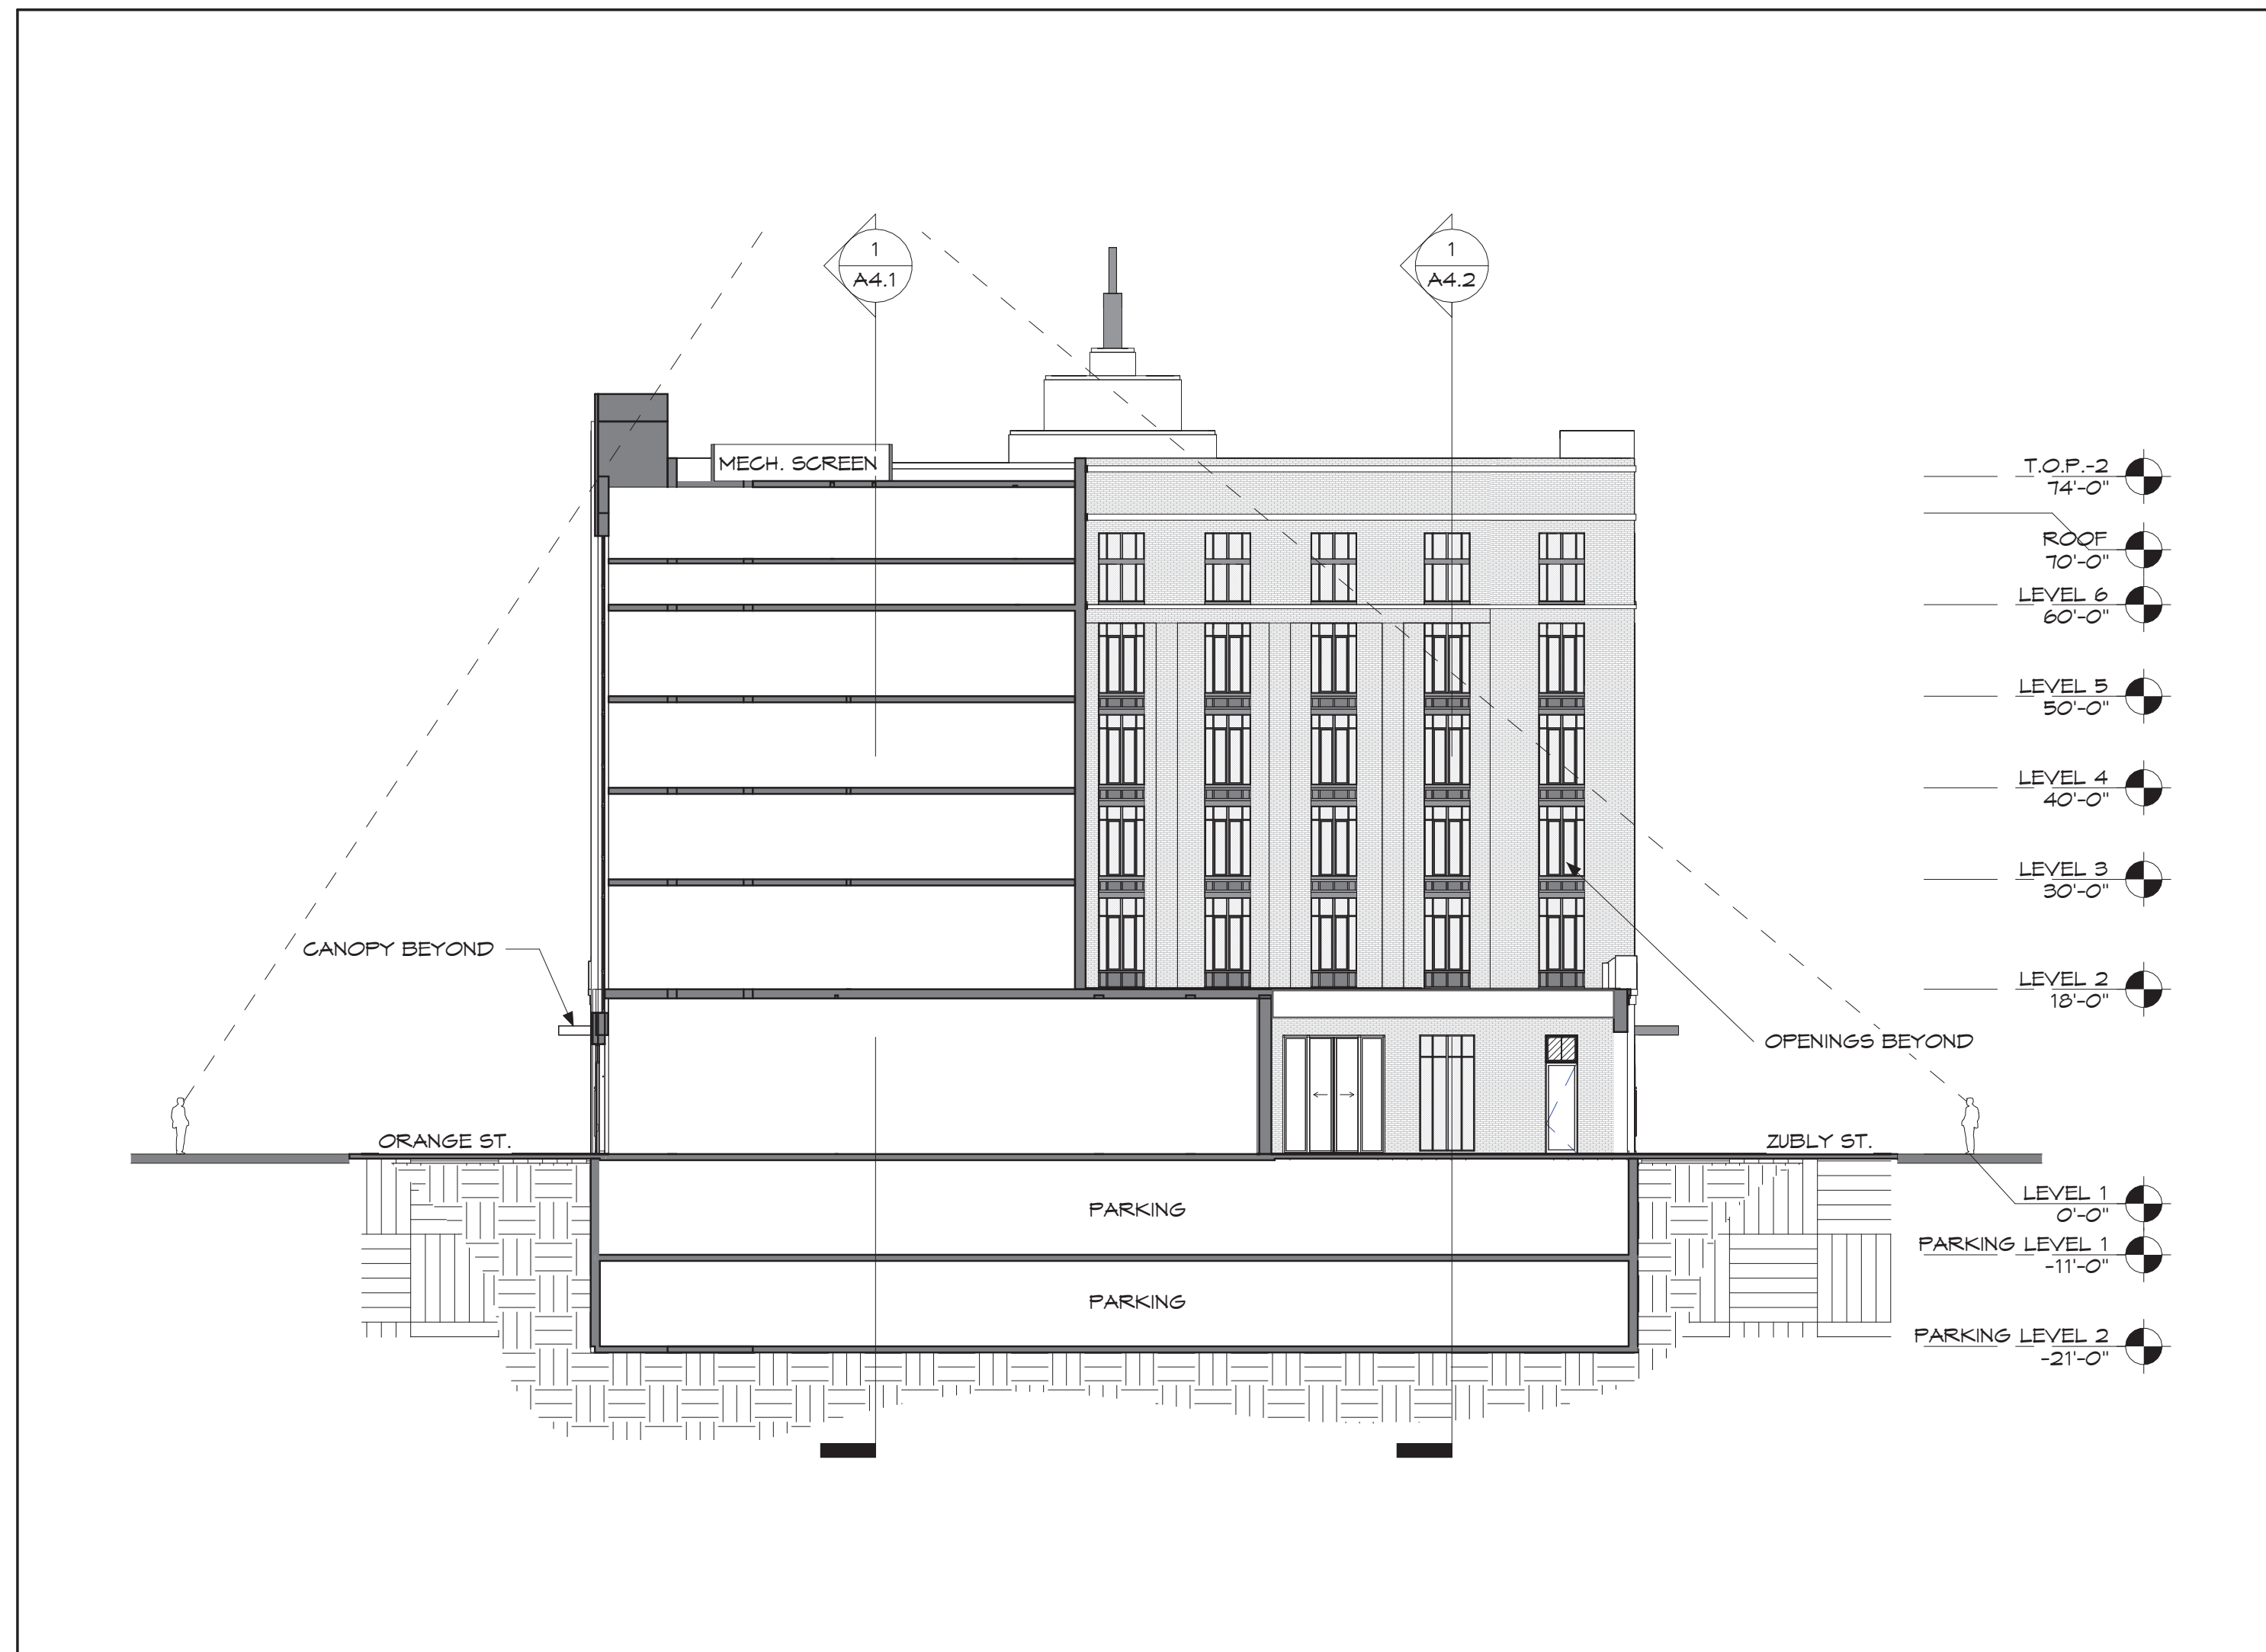 1
A4.1
1
A4.2
MECH. SCREEN
T.O.P.-2
74'-0"
ROOF
70'-0"
LEVEL 6
60'-0"
LEVEL 5
50'-0"
LEVEL 4
40'-0"
LEVEL 3
30'-0"
CANOPY BEYOND
LEVEL 2
18'-0"
OPENINGS BEYOND
ORANGE ST.
ZUBLY ST.
PARKING
LEVEL 1
0'-0"
PARKING LEVEL 1
-11'-0"
PARKING
PARKING LEVEL 2
-21'-0"